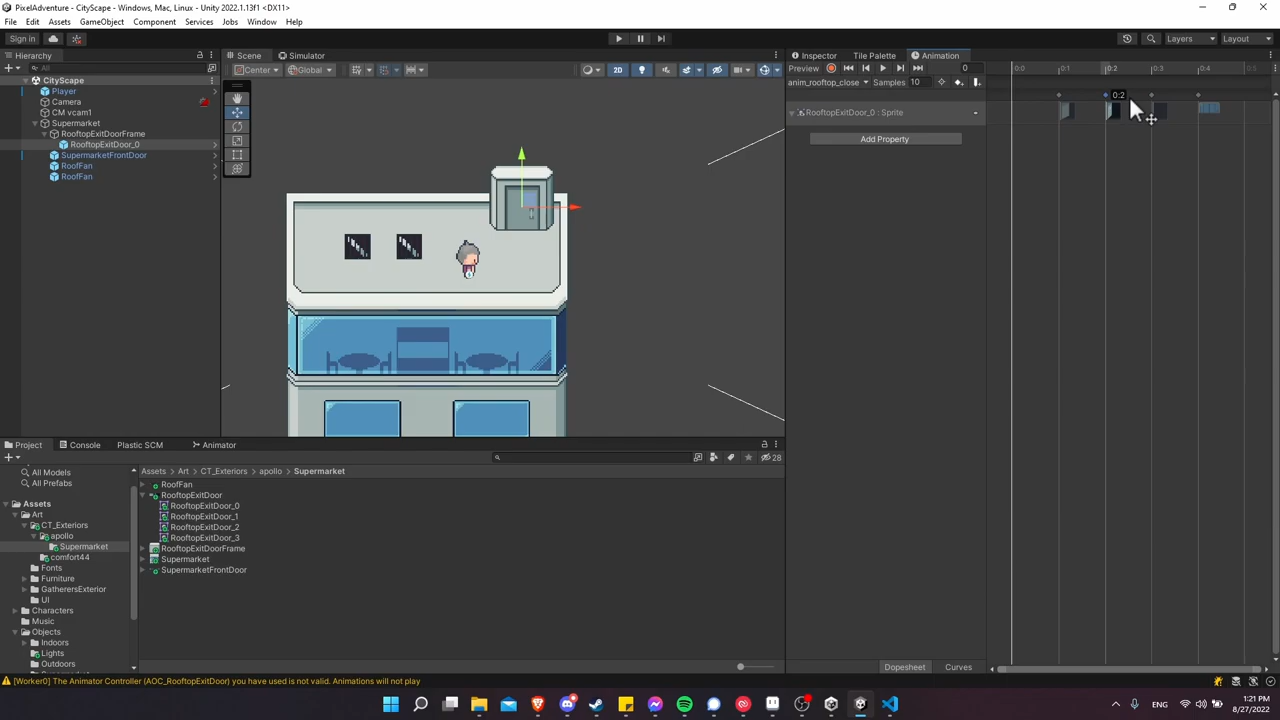 PixelAdventure - CityScape - Windows, Mac, Linux - Unity 2022.1.13f1 <DX11>
File Edit Assets GameObject Component Services Jobs Window Help
Sign in Layers Layout
Hierarchy Scene Simulator Inspector Tile Palette Animation
All Center Global 2D Preview 0 0:0 0:1 0:2 0:3 0:4 0:5
CityScape anim_rooftop_close Samples 10
Player 0:2
Camera
CM vcam1 RooftopExitDoor_0 : Sprite
Supermarket
RooftopExitDoorFrame Add Property
RooftopExitDoor_0
SupermarketFrontDoor
RoofFan
RoofFan
Project Console Plastic SCM Animator
28
All Models Assets Art CT_Exteriors apollo Supermarket
All Prefabs RoofFan
Assets RooftopExitDoor
Art RooftopExitDoor_0
CT_Exteriors RooftopExitDoor_1
apollo RooftopExitDoor_2
Supermarket RooftopExitDoor_3
comfort44 RooftopExitDoorFrame
Fonts Supermarket
Furniture SupermarketFrontDoor
GatherersExterior
UI
Characters
Music
Objects
Indoors
Lights
Outdoors Dopesheet Curves
[Worker0] The Animator Controller (AOC_RooftopExitDoor) you have used is not valid. Animations will not play
ENG 1:21 PM
8/27/2022